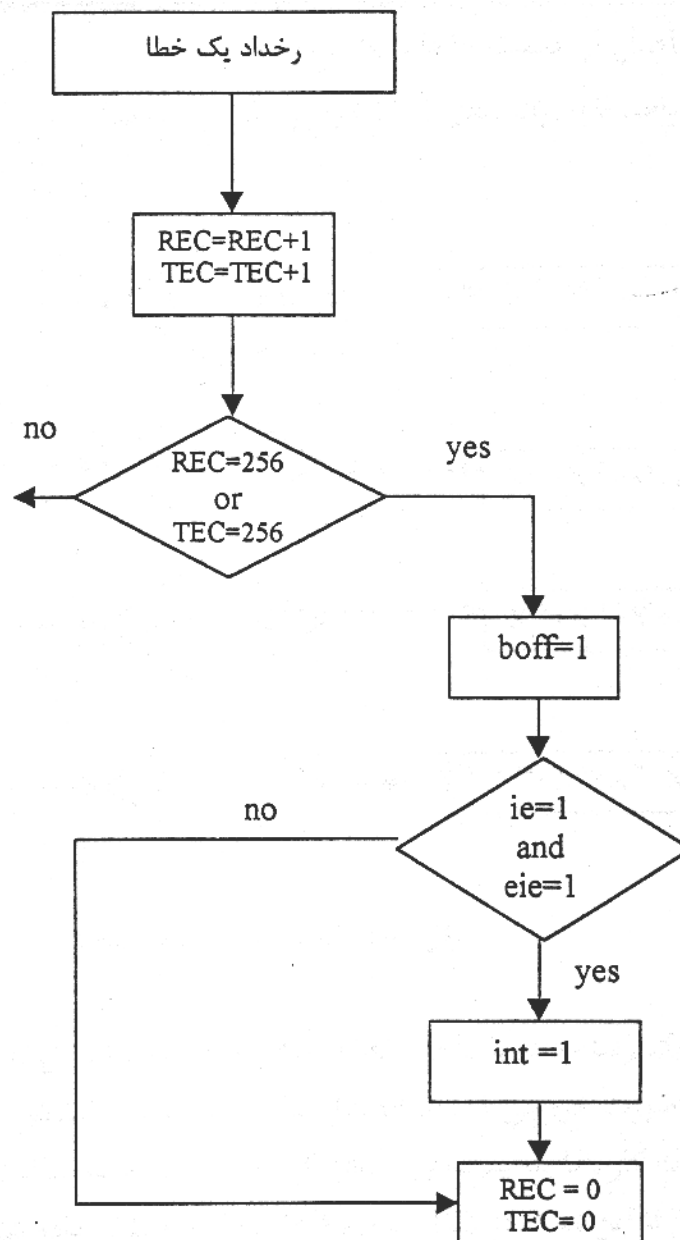 رخداد یک خطا
REC=REC+1
TEC=TEC+1
no
yes
REC=256
or
TEC=256
boff=1
no
ie=1
and
eie=1
yes
int =1
REC = 0
TEC= 0